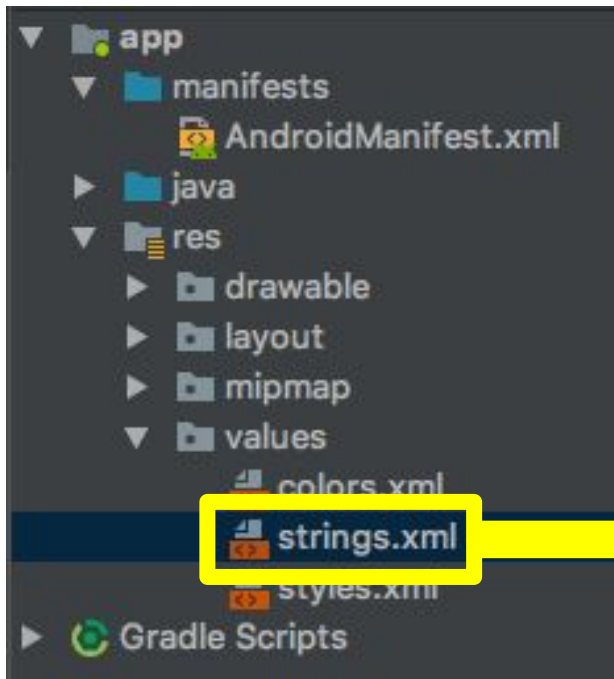 app
manifests
AndroidManifest.xml
java
res
drawable
layout
mipmap
values
colors.xml
strings.xml
styles.xml
Gradle Scripts